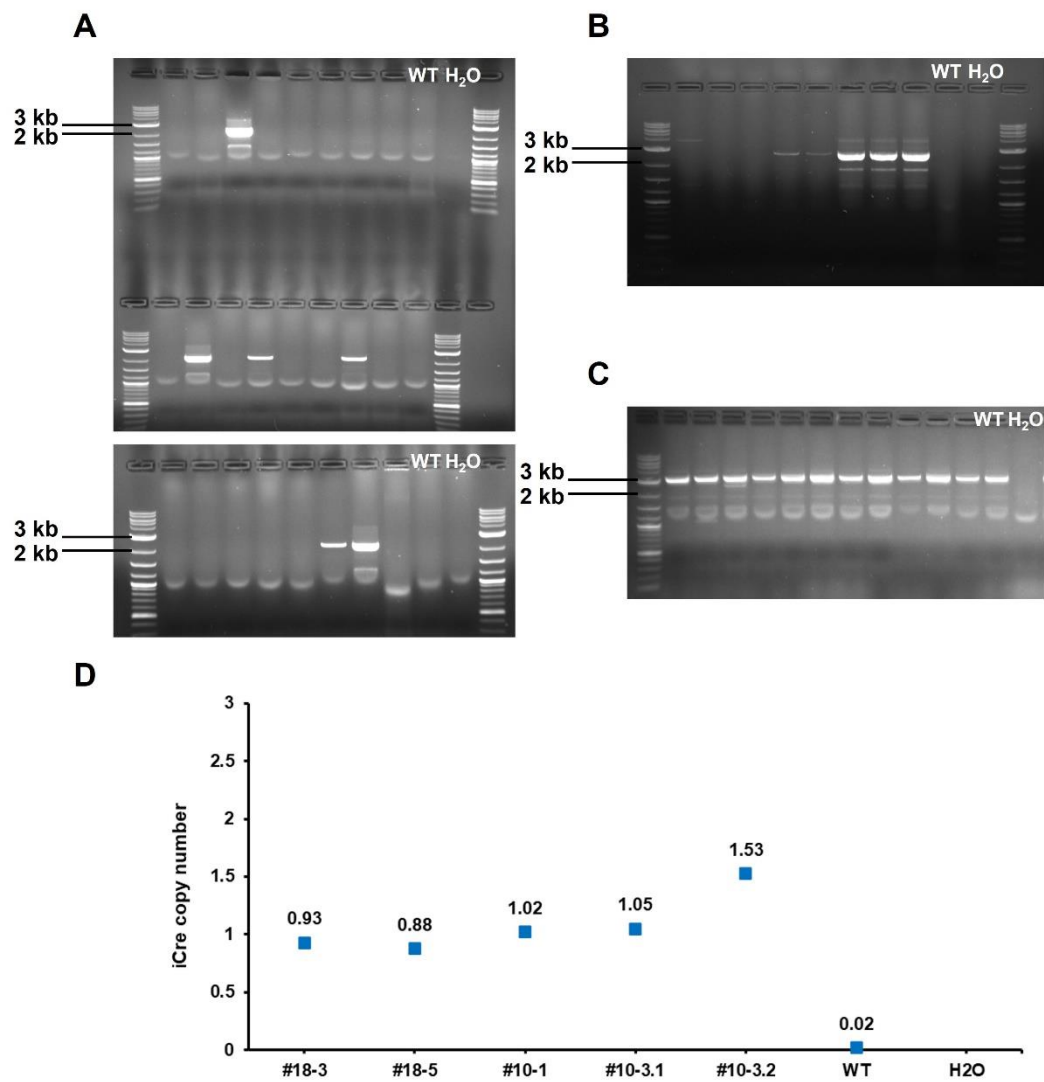 A
WT H₂O
3 kb
2 kb
WT H₂O
3 kb
2 kb
B
WT H₂O
3 kb
2 kb
C
WT H₂O
3 kb
2 kb
D
iCre copy number
3
2.5
2
1.5
1
0.5
0
0.93
0.88
1.02
1.05
1.53
0.02
#18-3
#18-5
#10-1
#10-3.1
#10-3.2
WT
H2O